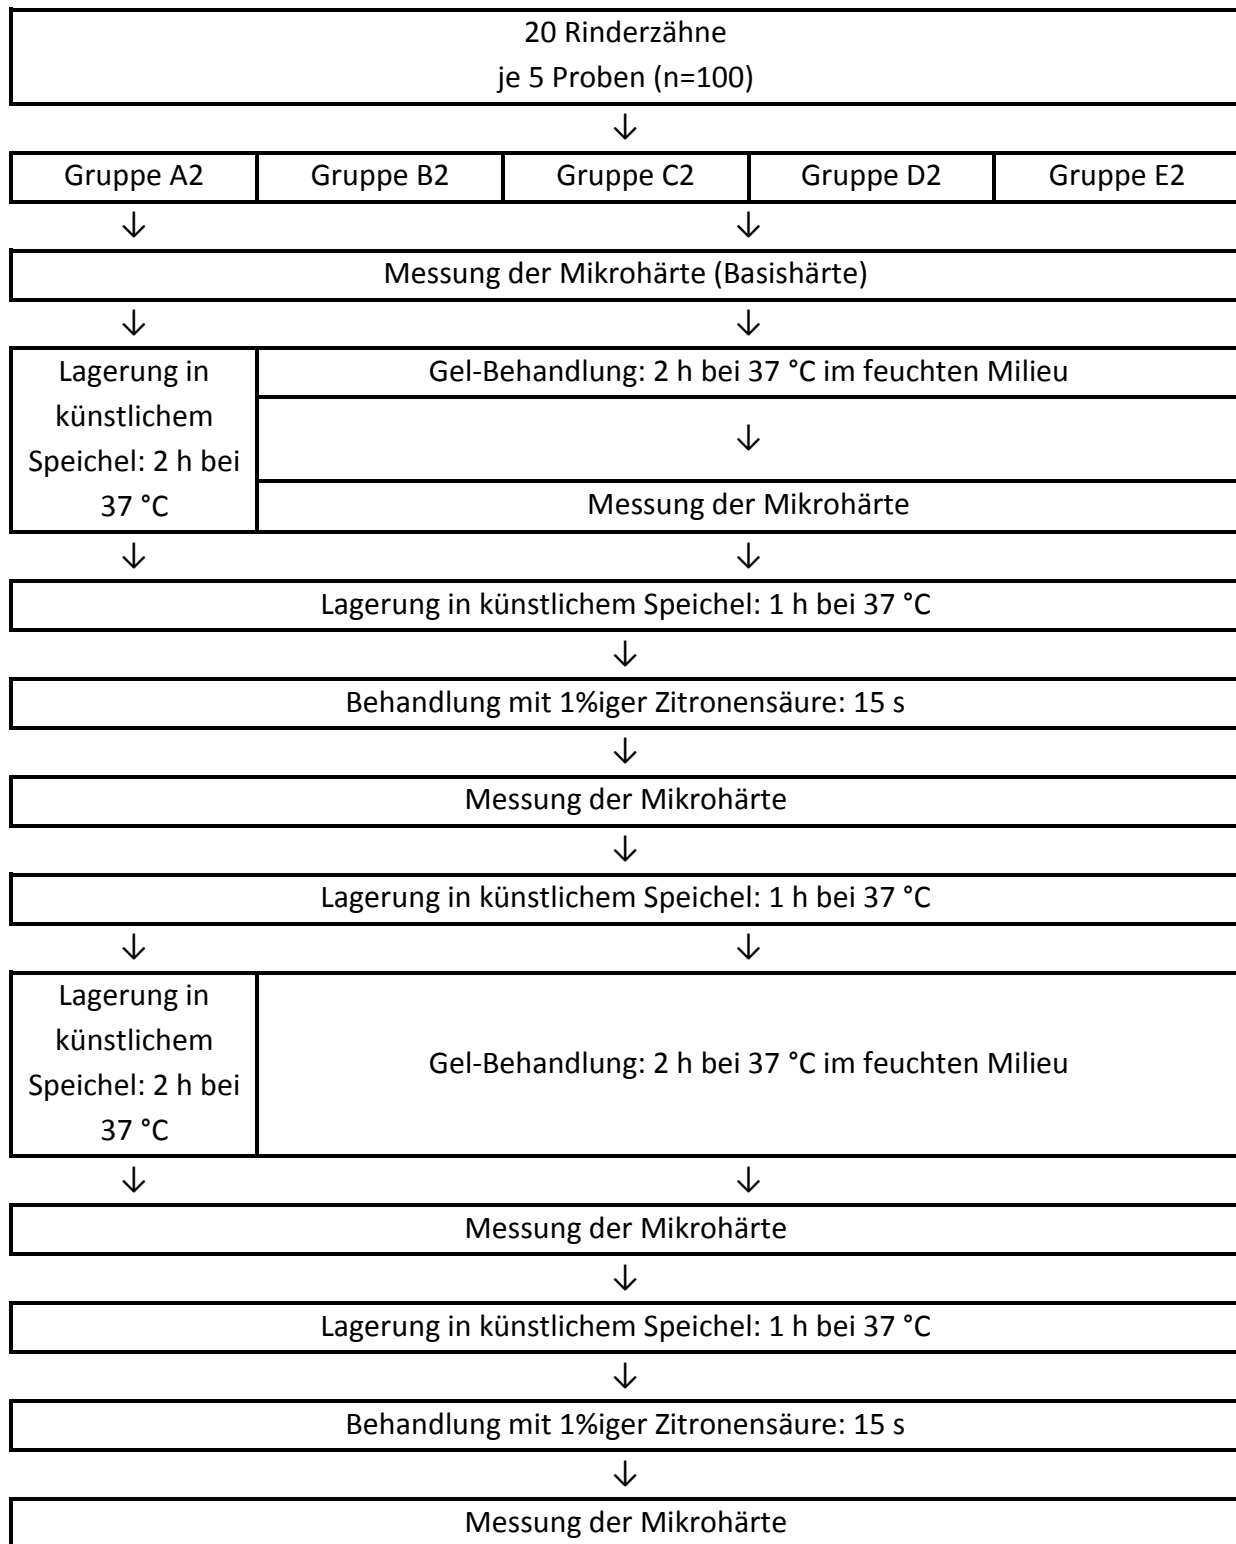 20 Rinderzähne
je 5 Proben (n=100)
↓
Gruppe A2 Gruppe B2 Gruppe C2 Gruppe D2 Gruppe E2
↓ ↓
Messung der Mikrohärte (Basishärte)
↓ ↓
Lagerung in
künstlichem
Speichel: 2 h bei
37 °C
Gel-Behandlung: 2 h bei 37 °C im feuchten Milieu
↓
Messung der Mikrohärte
↓ ↓
Lagerung in künstlichem Speichel: 1 h bei 37 °C
↓
Behandlung mit 1%iger Zitronensäure: 15 s
↓
Messung der Mikrohärte
↓
Lagerung in künstlichem Speichel: 1 h bei 37 °C
↓ ↓
Lagerung in
künstlichem
Speichel: 2 h bei
37 °C
Gel-Behandlung: 2 h bei 37 °C im feuchten Milieu
↓ ↓
Messung der Mikrohärte
↓
Lagerung in künstlichem Speichel: 1 h bei 37 °C
↓
Behandlung mit 1%iger Zitronensäure: 15 s
↓
Messung der Mikrohärte